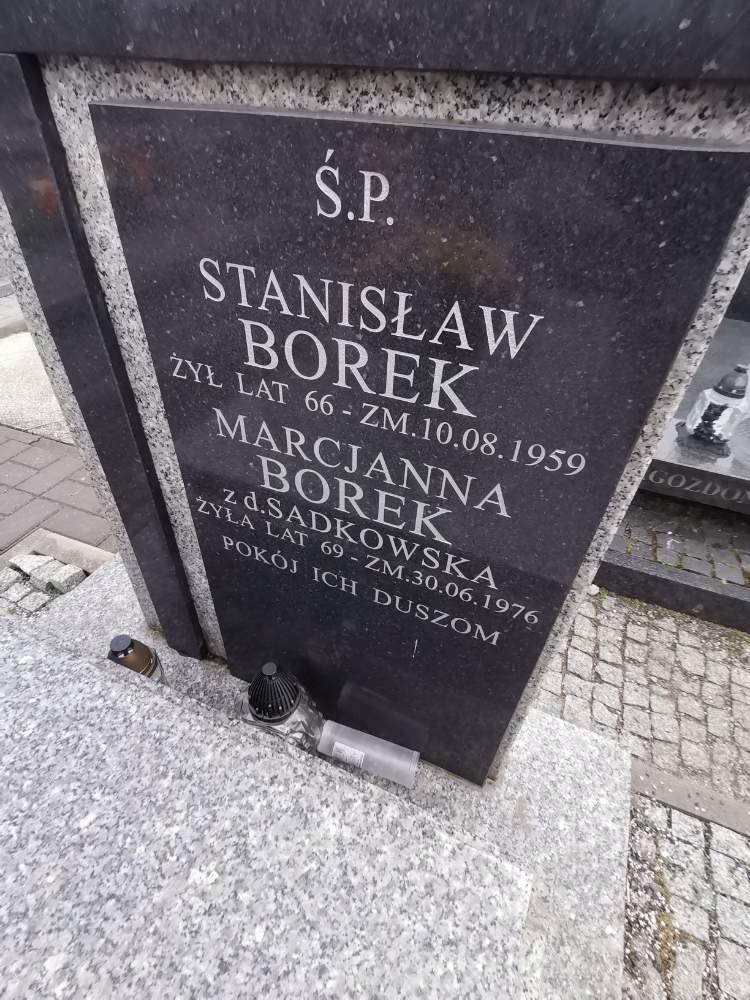 Ś.P.
STANISŁAW
BOREK
ŻYŁ LAT 66 - ZM.10.08.1959
MARCJANNA
BOREK
z d.SADKOWSKA
ŻYŁA LAT 69 - ZM.30.06.1976
POKÓJ ICH DUSZOM